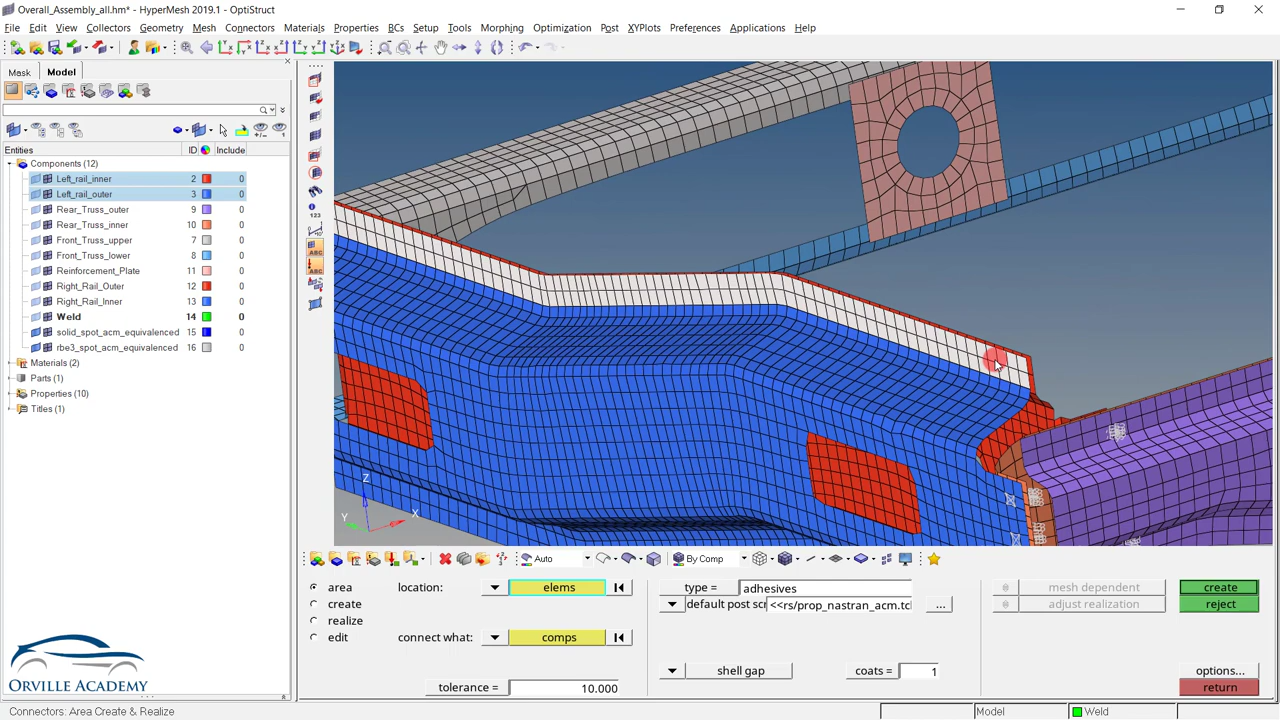 Overall_Assembly_all.hm* - HyperMesh 2019.1 - OptiStruct
File Edit View Collectors Geometry Mesh Connectors Materials Properties BCs Setup Tools Morphing Optimization Post XYPlots Preferences Applications Help
Mask Model
Entities ID Include
Components (12)
Left_rail_inner 2 0
Left_rail_outer 3 0
Rear_Truss_outer 9 0
Rear_Truss_inner 10 0
Front_Truss_upper 7 0
Front_Truss_lower 8 0
Reinforcement_Plate 11 0
Right_Rail_Outer 12 0
Right_Rail_Inner 13 0
Weld 14 0
solid_spot_acm_equivalenced 15 0
rbe3_spot_acm_equivalenced 16 0
Materials (2)
Parts (1)
Properties (10)
Titles (1)
123
ABC
ABC
Z
Y X
Auto By Comp
area location: elems type = adhesives mesh dependent create
create default post scr <<rs/prop_nastran_acm.tcl ... adjust realization reject
realize
edit connect what: comps
shell gap coats = 1 options...
tolerance = 10.000 return
ORVILLE ACADEMY
Connectors: Area Create & Realize Model Weld